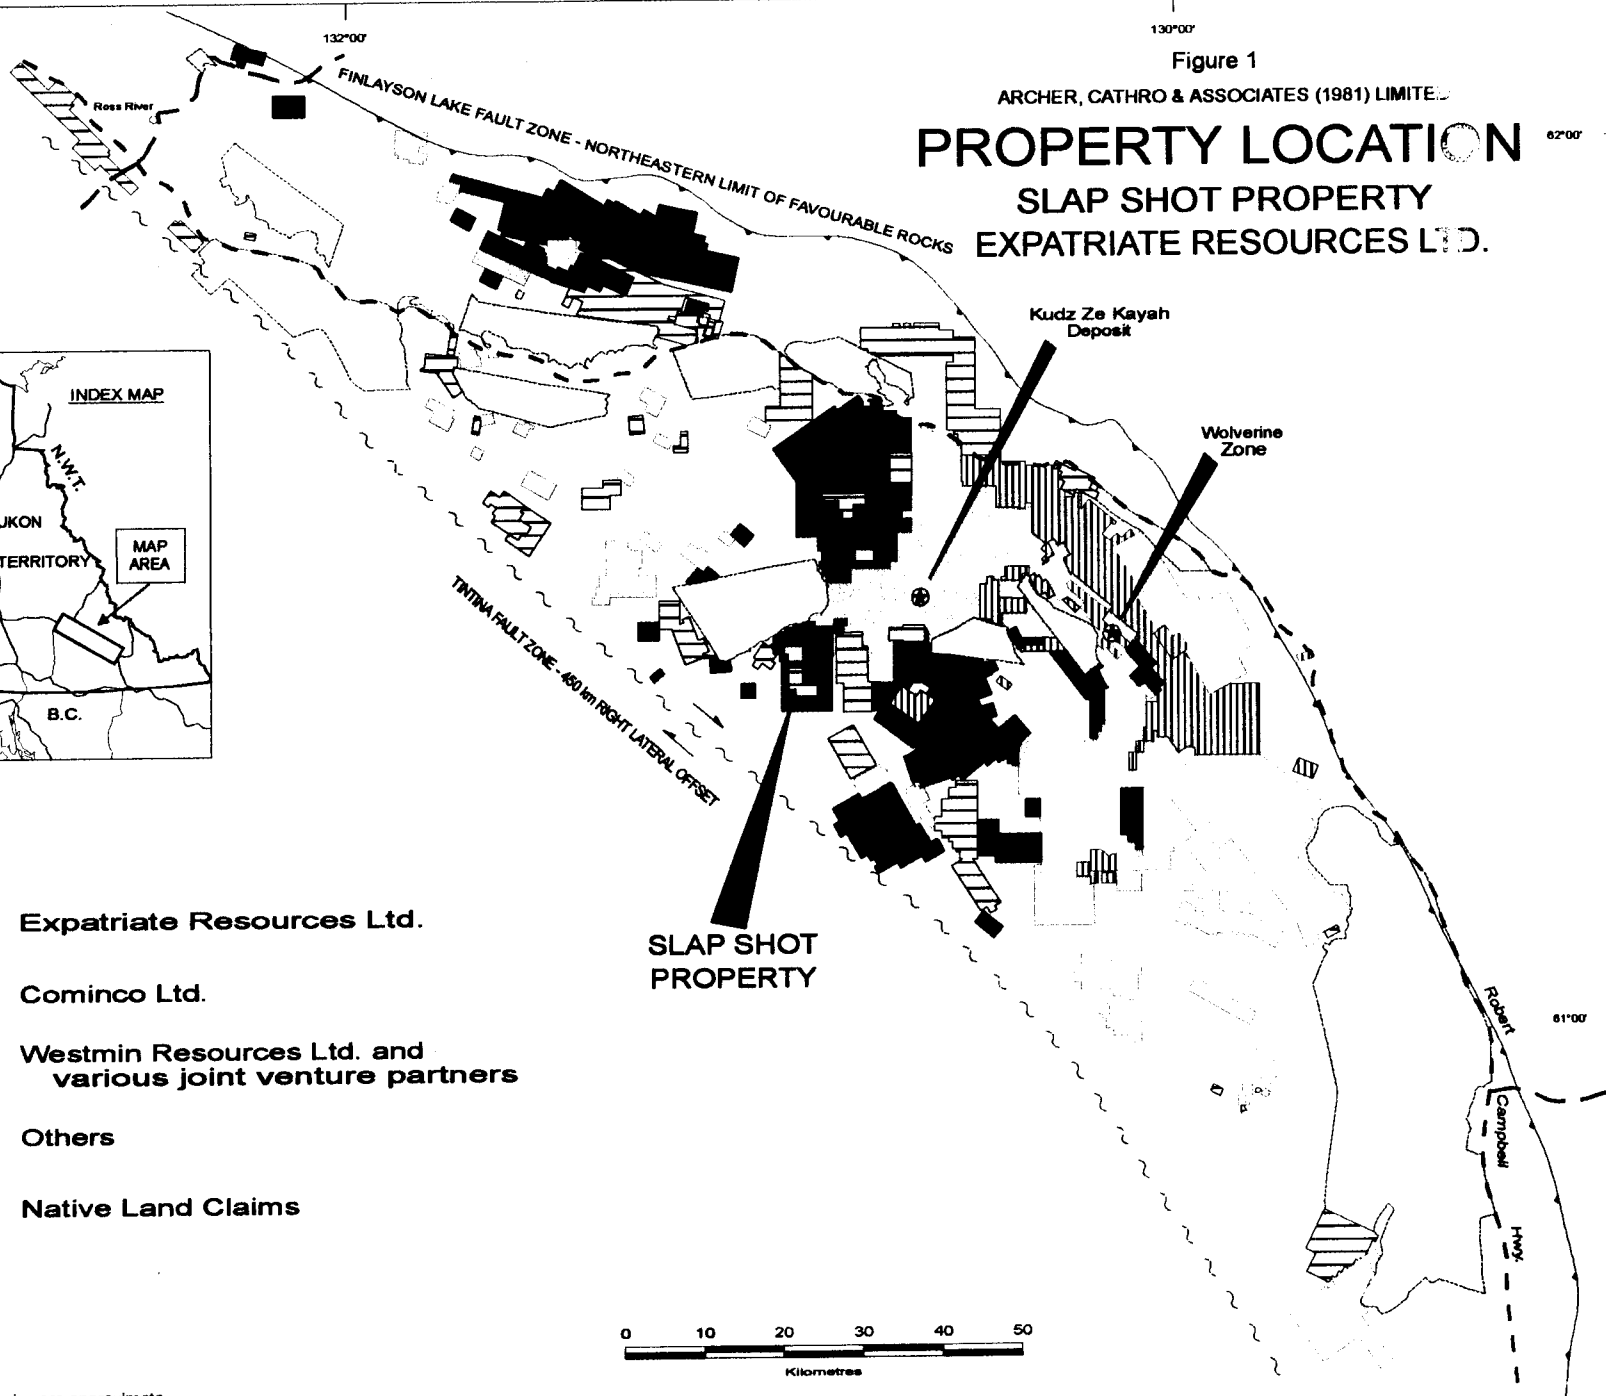 132°00'
130°00'
Figure 1
ARCHER, CATHRO & ASSOCIATES (1981) LIMITED
PROPERTY LOCATION
62°00'
SLAP SHOT PROPERTY
EXPATRIATE RESOURCES LTD.
Ross River
FINLAYSON LAKE FAULT ZONE - NORTHEASTERN LIMIT OF FAVOURABLE ROCKS
Kudz Ze Kayah
Deposit
Wolverine
Zone
INDEX MAP
N.W.T.
UKON
TERRITORY
MAP
AREA
B.C.
TINTINA FAULT ZONE - 450 km RIGHT LATERAL OFFSET
SLAP SHOT
PROPERTY
Expatriate Resources Ltd.
Cominco Ltd.
Westmin Resources Ltd. and
various joint venture partners
Others
Native Land Claims
Robert
Campbell
Hwy.
61°00'
0 10 20 30 40 50
Kilometres